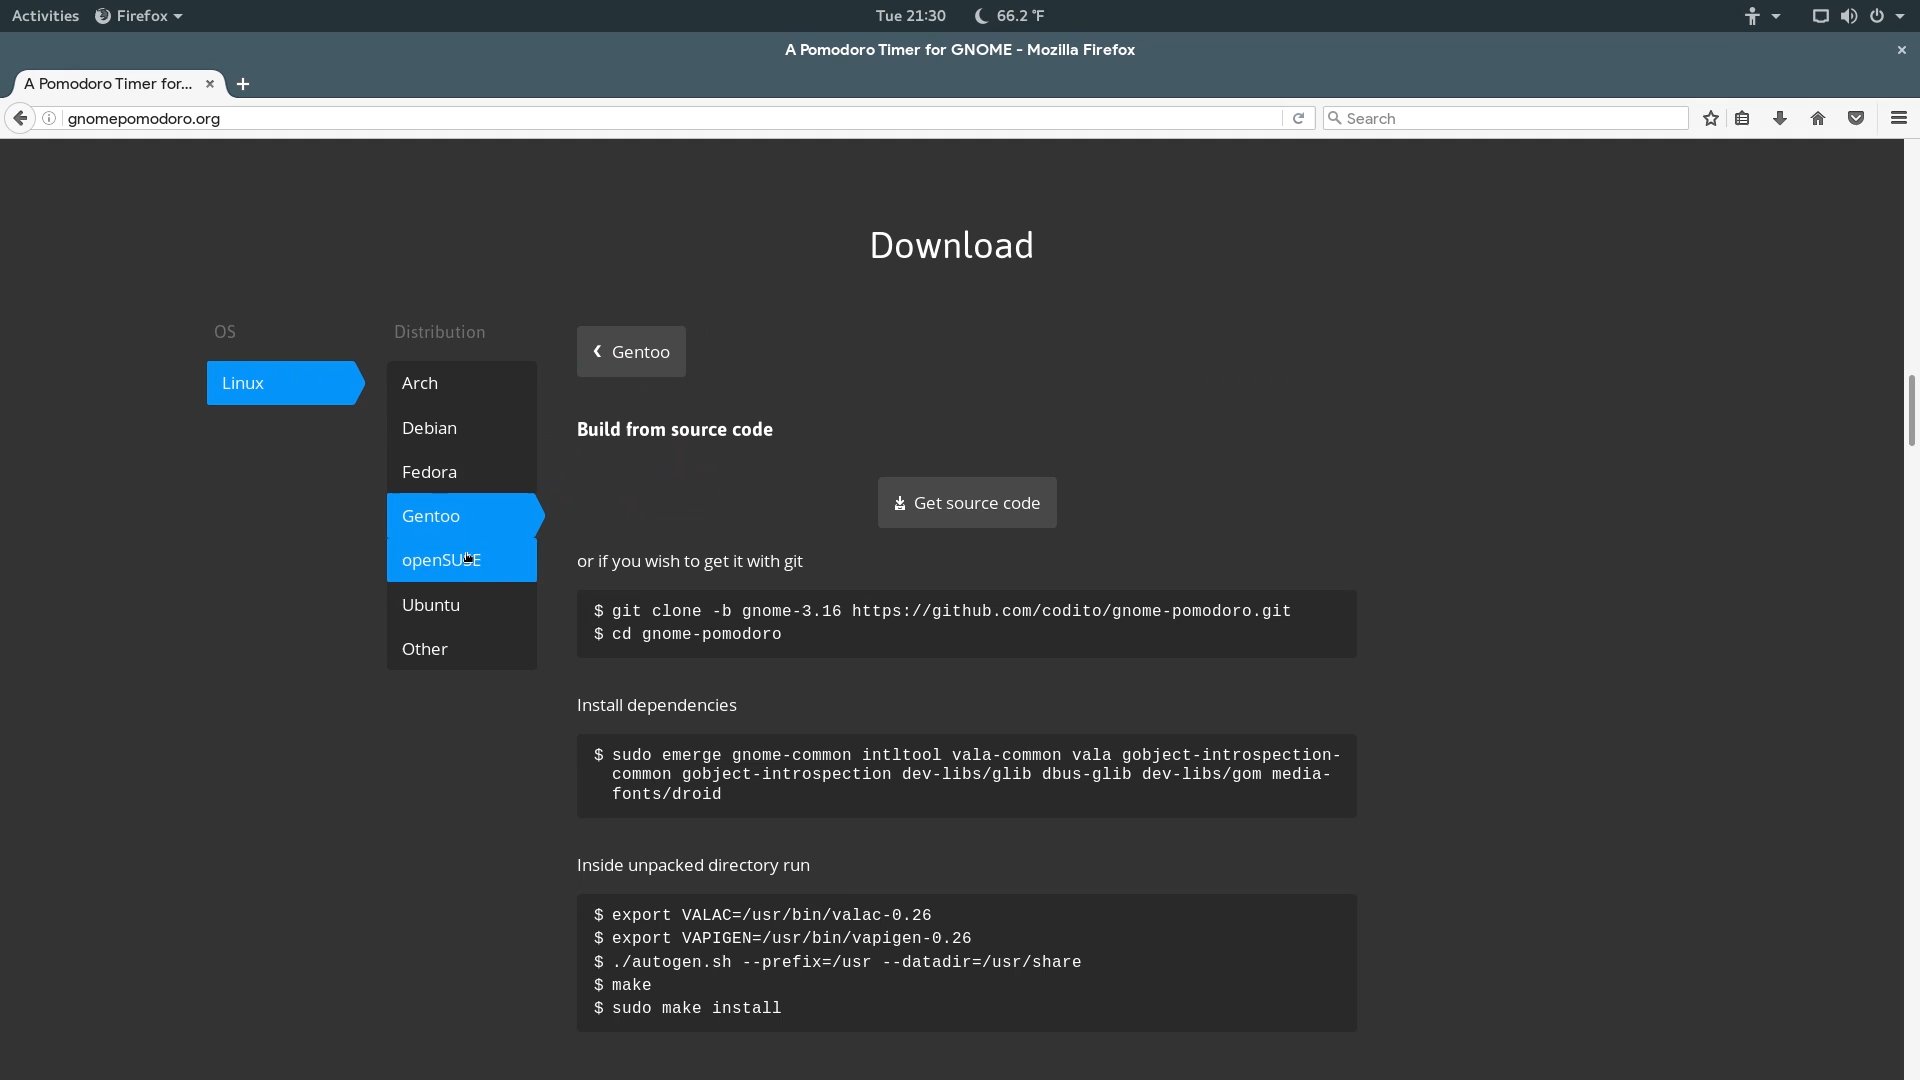 Activities Firefox Tue 21:30 66.2 °F
A Pomodoro Timer for GNOME - Mozilla Firefox
A Pomodoro Timer for...
gnomepomodoro.org Search
Download
OS Distribution
Linux
Arch
Debian
Fedora
Gentoo
openSUSE
Ubuntu
Other
Gentoo
Build from source code
Get source code
or if you wish to get it with git
$ git clone -b gnome-3.16 https://github.com/codito/gnome-pomodoro.git
$ cd gnome-pomodoro
Install dependencies
$ sudo emerge gnome-common intltool vala-common vala gobject-introspection-
common gobject-introspection dev-libs/glib dbus-glib dev-libs/gom media-
fonts/droid
Inside unpacked directory run
$ export VALAC=/usr/bin/valac-0.26
$ export VAPIGEN=/usr/bin/vapigen-0.26
$ ./autogen.sh --prefix=/usr --datadir=/usr/share
$ make
$ sudo make install